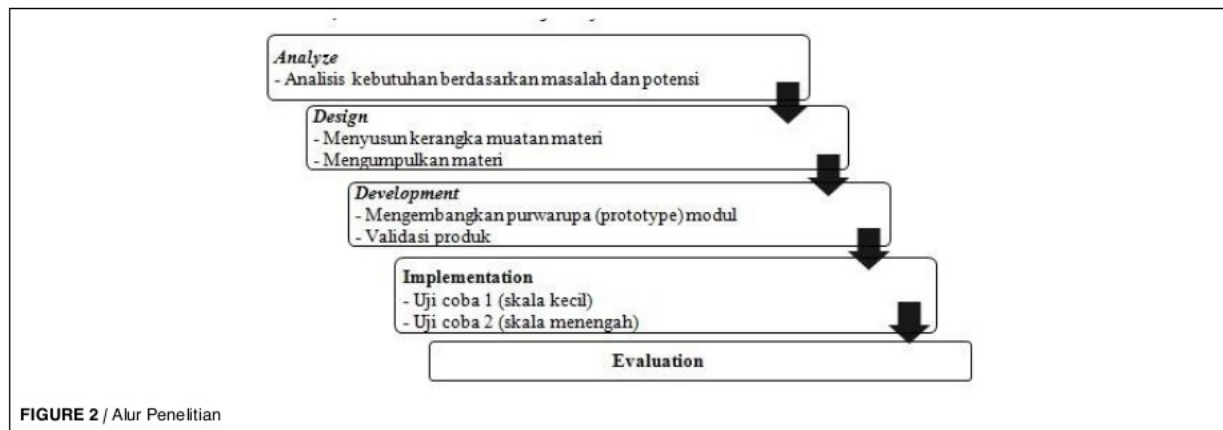 Analyze
- Analisis kebutuhan berdasarkan masalah dan potensi
Design
- Menyusun kerangka muatan materi
- Mengumpulkan materi
Development
- Mengembangkan purwarupa (prototype) modul
- Validasi produk
Implementation
- Uji coba 1 (skala kecil)
- Uji coba 2 (skala menengah)
Evaluation
FIGURE 2 / Alur Penelitian